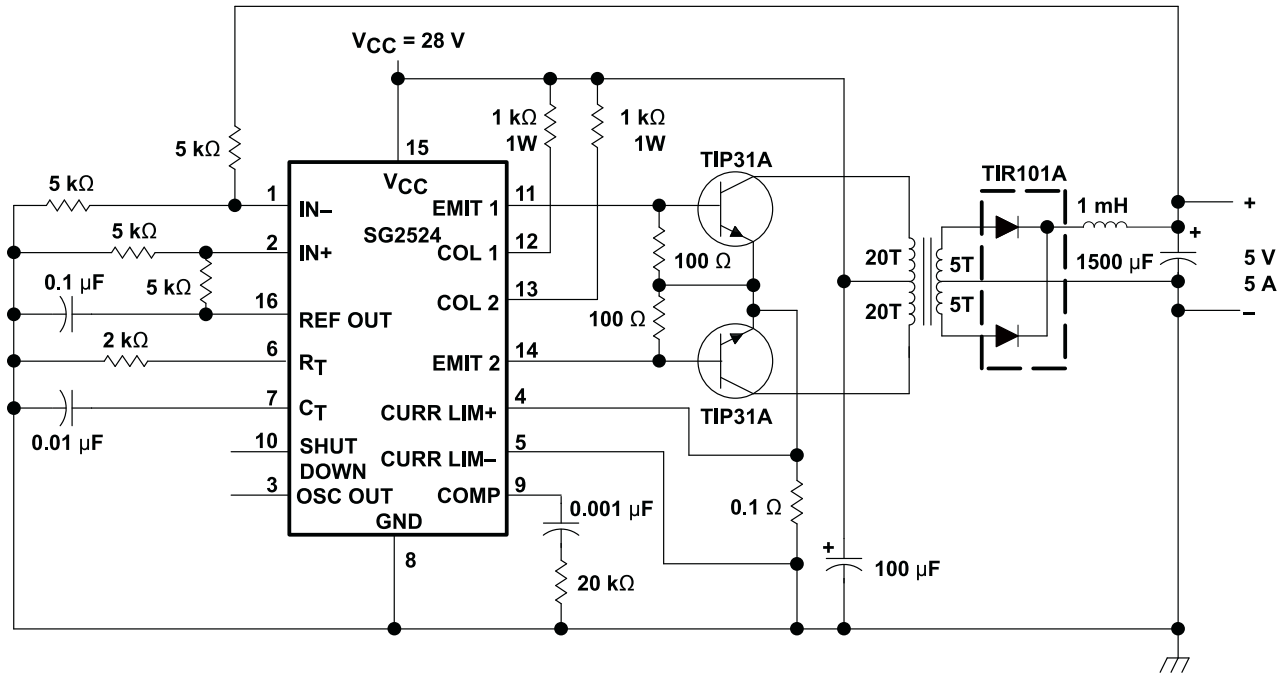 VCC = 28 V
5 kΩ
1 kΩ
1W
1 kΩ
1W
15
VCC
TIP31A
TIR101A
5 kΩ
1
IN–
EMIT 1
11
1 mH
+
+
SG2524
5 kΩ
2
IN+
COL 1
12
100 Ω
20T
5T
1500 µF
5 V
5 A
0.1 µF
5 kΩ
16
REF OUT
COL 2
13
100 Ω
20T
5T
–
2 kΩ
6
RT
EMIT 2
14
7
CT
CURR LIM+
4
TIP31A
0.01 µF
10
SHUT
DOWN
CURR LIM–
5
3
OSC OUT
COMP
9
0.001 µF
0.1 Ω
GND
8
20 kΩ
+
100 µF